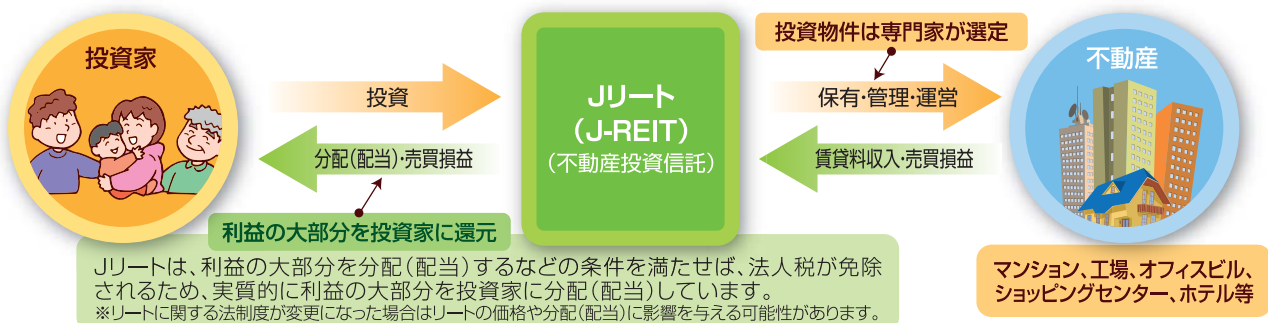 投資家
投資
分配(配当)・売買損益
利益の大部分を投資家に還元
Jリート
(J-REIT)
(不動産投資信託)
投資物件は専門家が選定
保有・管理・運営
賃貸料収入・売買損益
不動産
マンション、工場、オフィスビル、
ショッピングセンター、ホテル等
Jリートは、利益の大部分を分配(配当)するなどの条件を満たせば、法人税が免除
されるため、実質的に利益の大部分を投資家に分配(配当)しています。
※リートに関する法制度が変更になった場合はリートの価格や分配(配当)に影響を与える可能性があります。